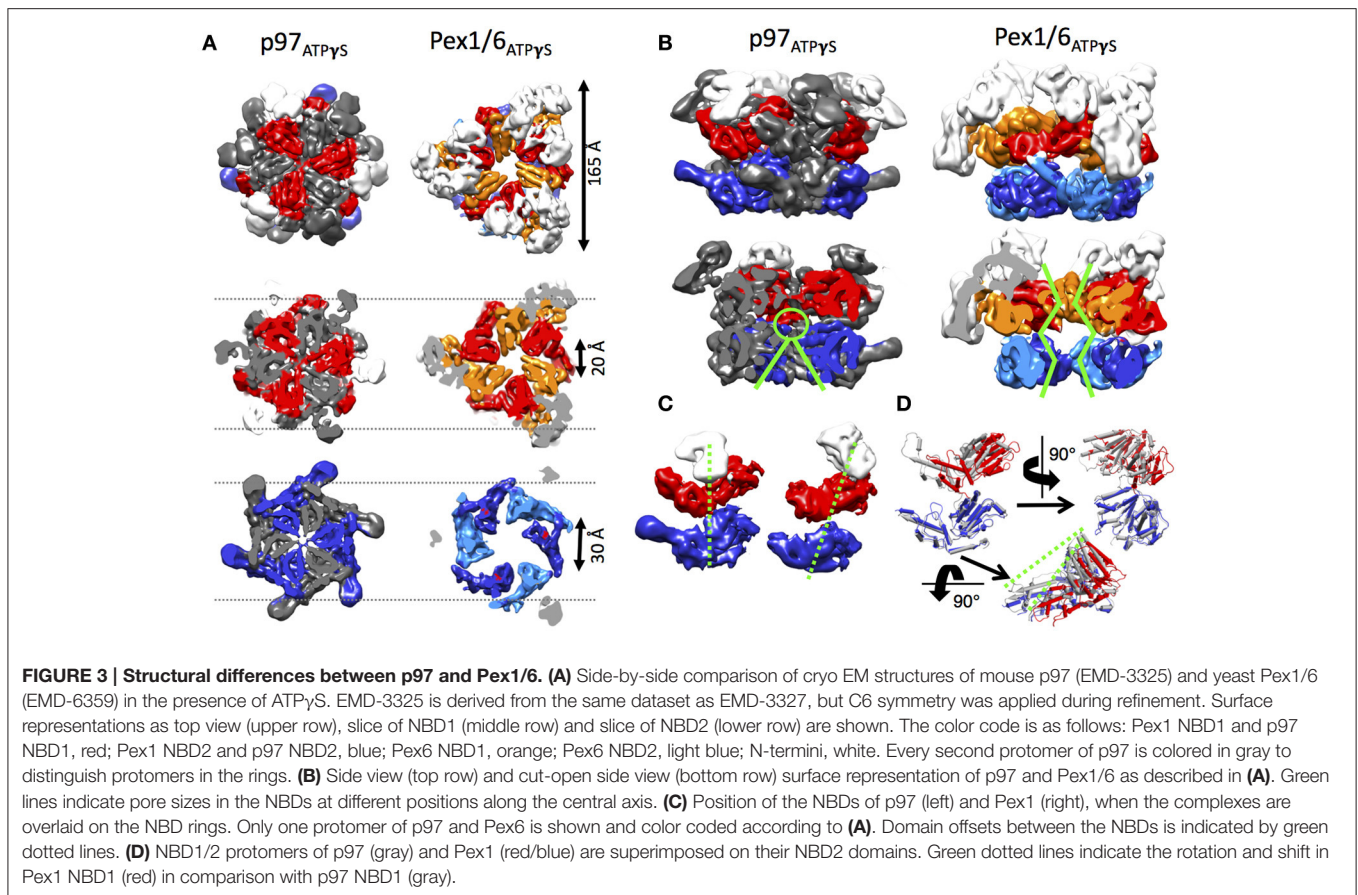 A p97ATPγS Pex1/6ATPγS
165 Å
20 Å
30 Å
B p97ATPγS Pex1/6ATPγS
C
D
90°
90°
FIGURE 3 | Structural differences between p97 and Pex1/6. (A) Side-by-side comparison of cryo EM structures of mouse p97 (EMD-3325) and yeast Pex1/6
(EMD-6359) in the presence of ATPγS. EMD-3325 is derived from the same dataset as EMD-3327, but C6 symmetry was applied during refinement. Surface
representations as top view (upper row), slice of NBD1 (middle row) and slice of NBD2 (lower row) are shown. The color code is as follows: Pex1 NBD1 and p97
NBD1, red; Pex1 NBD2 and p97 NBD2, blue; Pex6 NBD1, orange; Pex6 NBD2, light blue; N-termini, white. Every second protomer of p97 is colored in gray to
distinguish protomers in the rings. (B) Side view (top row) and cut-open side view (bottom row) surface representation of p97 and Pex1/6 as described in (A). Green
lines indicate pore sizes in the NBDs at different positions along the central axis. (C) Position of the NBDs of p97 (left) and Pex1 (right), when the complexes are
overlaid on the NBD rings. Only one protomer of p97 and Pex6 is shown and color coded according to (A). Domain offsets between the NBDs is indicated by green
dotted lines. (D) NBD1/2 protomers of p97 (gray) and Pex1 (red/blue) are superimposed on their NBD2 domains. Green dotted lines indicate the rotation and shift in
Pex1 NBD1 (red) in comparison with p97 NBD1 (gray).